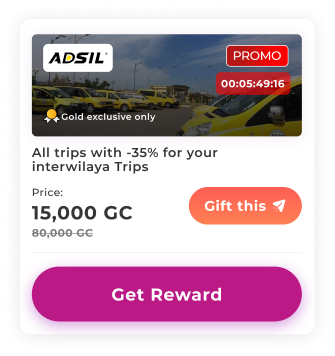 ADSIL
PROMO
00:05:49:16
Gold exclusive only
All trips with -35% for your
interwilaya Trips
Price:
15,000 GC
80,000 GC
Gift this
Get Reward